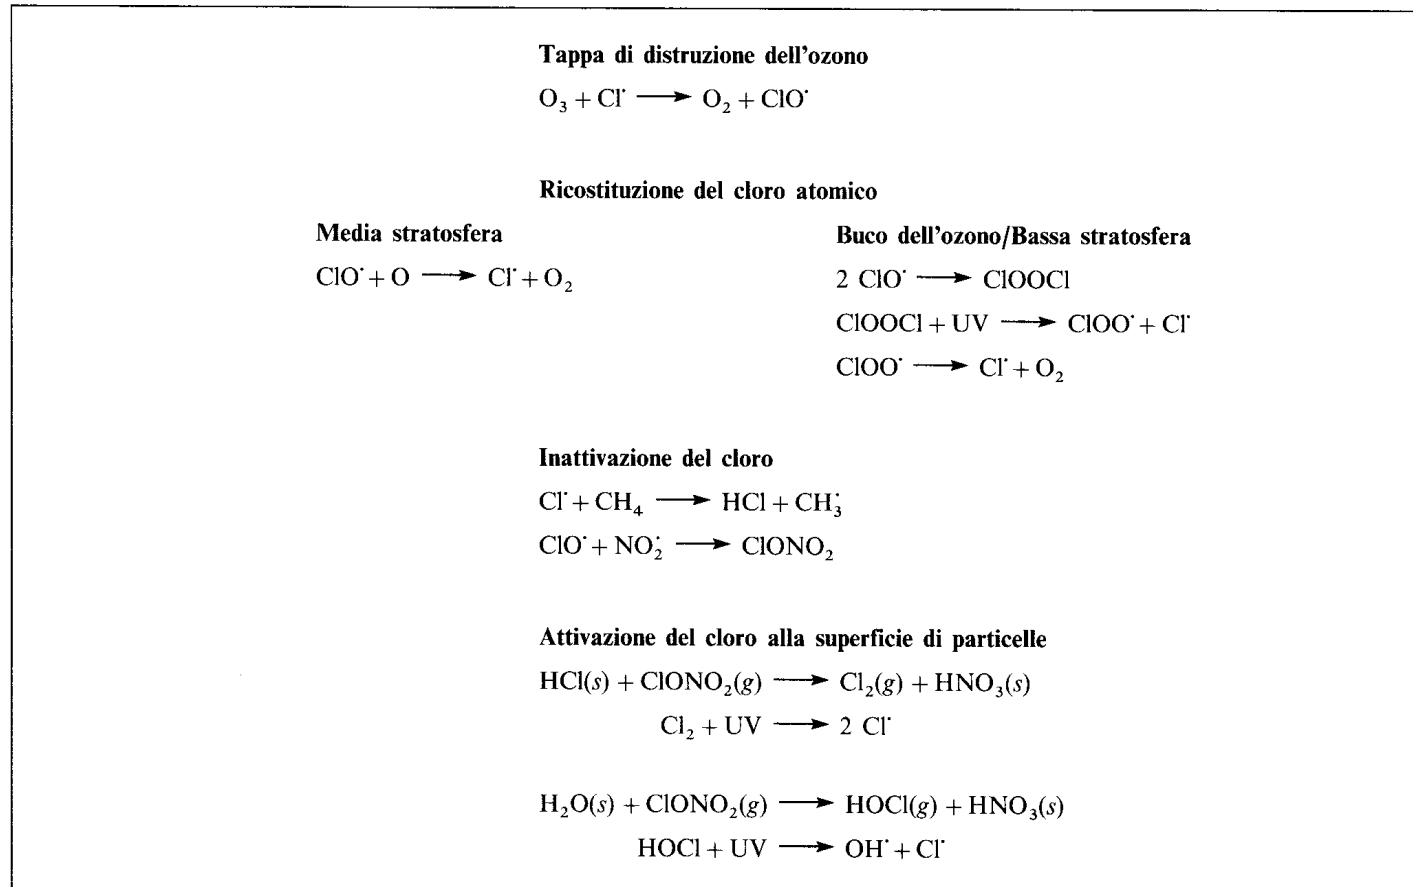 Tappa di distruzione dell'ozono
O₃ + Cl˙ ⟶ O₂ + ClO˙
Ricostituzione del cloro atomico
Media stratosfera
ClO˙ + O ⟶ Cl˙ + O₂
Buco dell'ozono/Bassa stratosfera
2 ClO˙ ⟶ ClOOCl
ClOOCl + UV ⟶ ClOO˙ + Cl˙
ClOO˙ ⟶ Cl˙ + O₂
Inattivazione del cloro
Cl˙ + CH₄ ⟶ HCl + CH₃˙
ClO˙ + NO₂˙ ⟶ ClONO₂
Attivazione del cloro alla superficie di particelle
HCl(s) + ClONO₂(g) ⟶ Cl₂(g) + HNO₃(s)
Cl₂ + UV ⟶ 2 Cl˙
H₂O(s) + ClONO₂(g) ⟶ HOCl(g) + HNO₃(s)
HOCl + UV ⟶ OH˙ + Cl˙